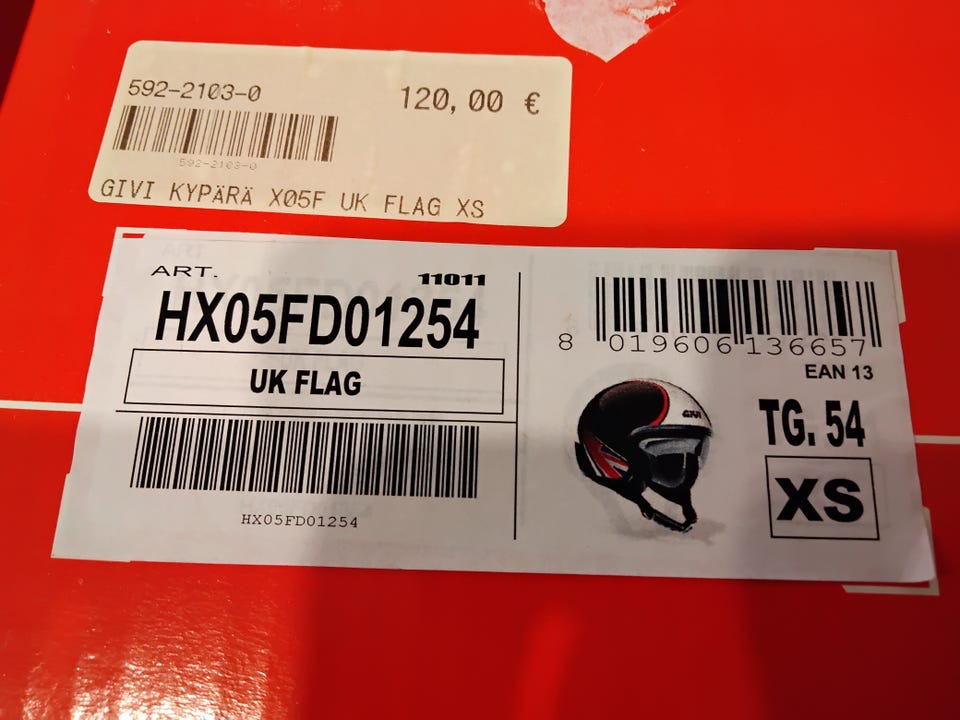 592-2103-0
120,00 €
592-2103-0
GIVI KYPÄRÄ X05F UK FLAG XS
ART.
11011
HX05FD01254
UK FLAG
HX05FD01254
8 019606 136657
EAN 13
GIVI
TG. 54
XS